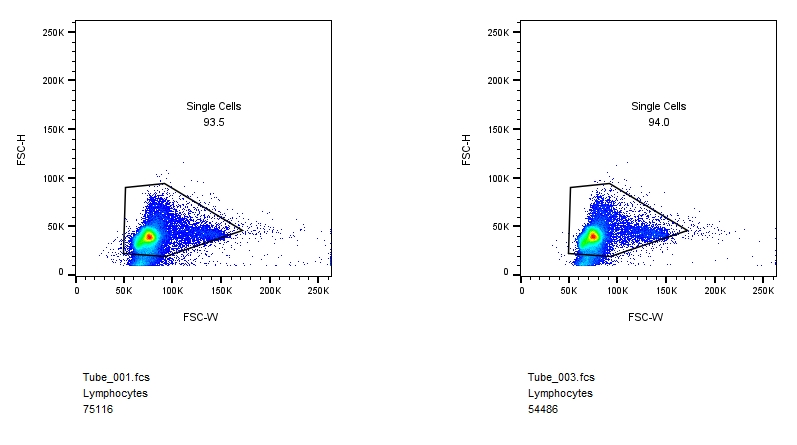 250K
200K
150K
100K
50K
0
FSC-H
Single Cells
93.5
0
50K
100K
150K
200K
250K
FSC-W
Tube_001.fcs
Lymphocytes
75116
250K
200K
150K
100K
50K
0
FSC-H
Single Cells
94.0
0
50K
100K
150K
200K
250K
FSC-W
Tube_003.fcs
Lymphocytes
54486